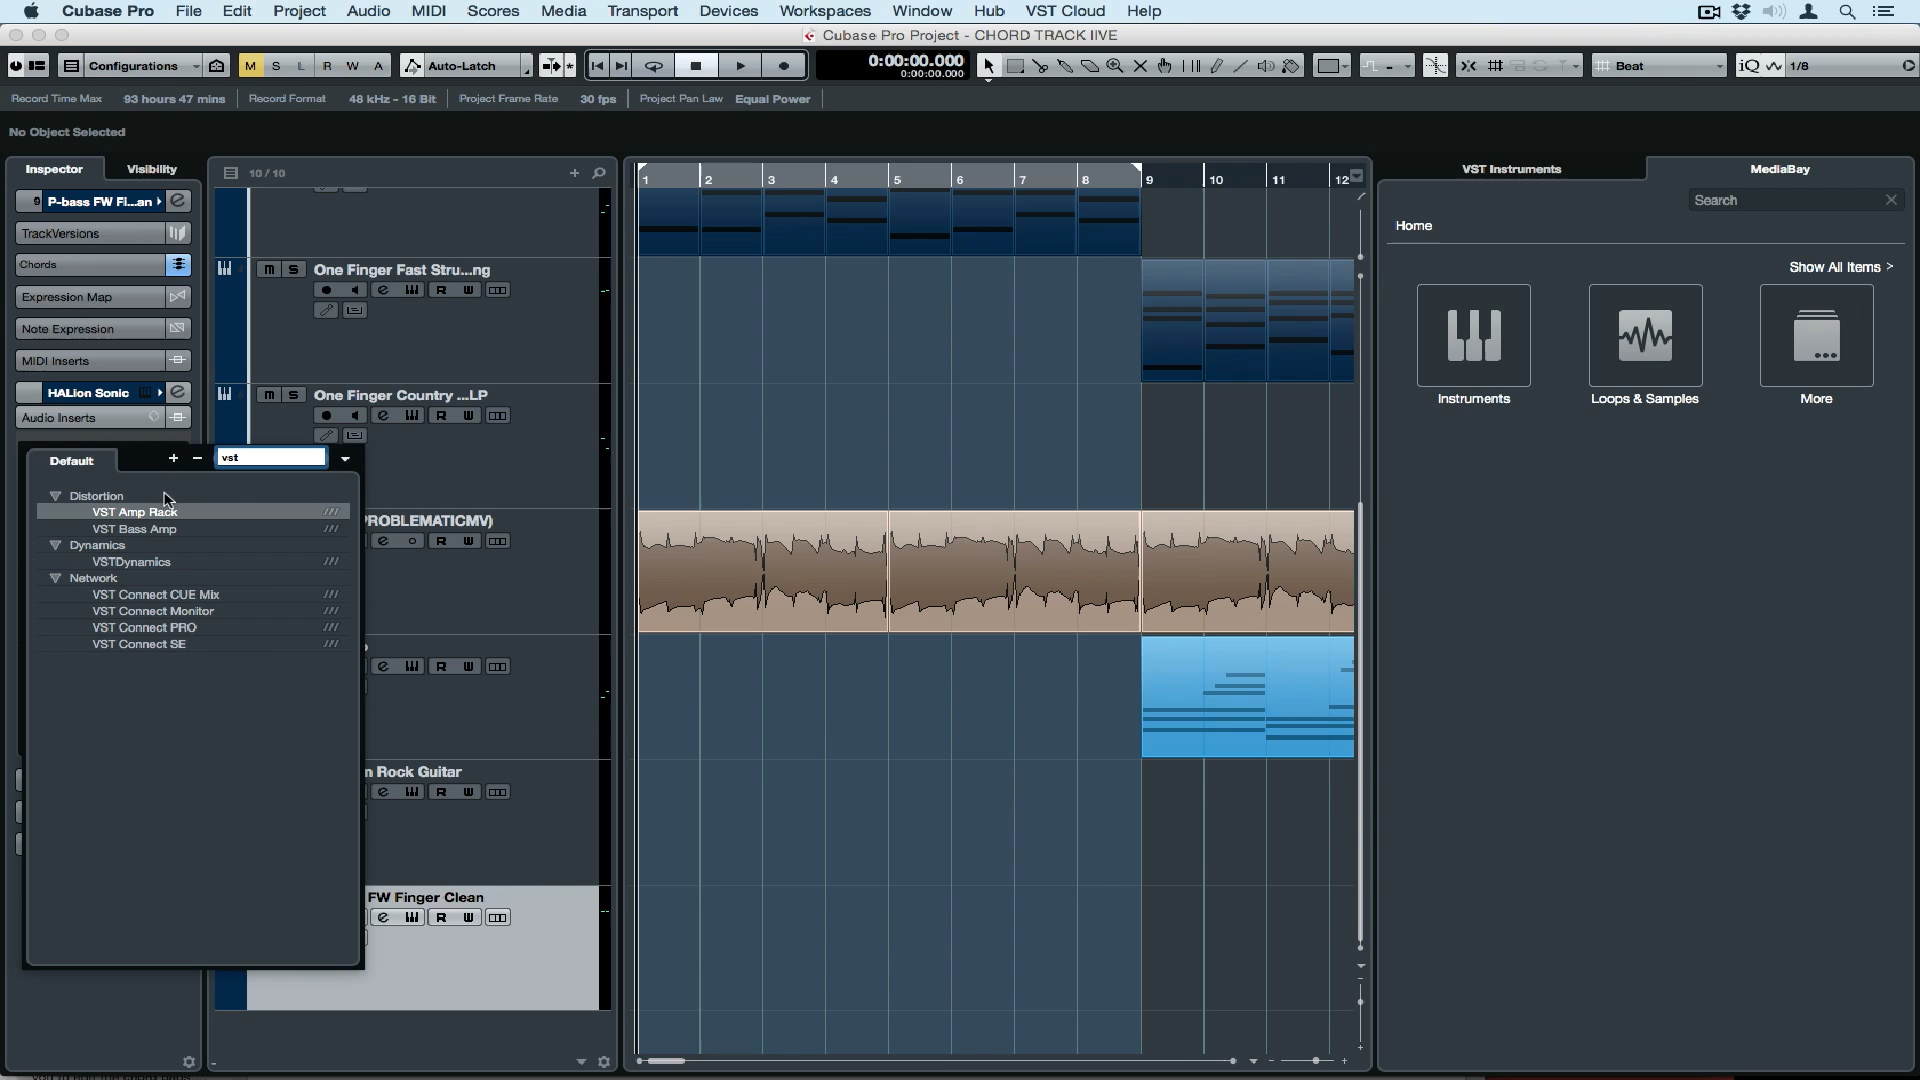 Cubase Pro File Edit Project Audio MIDI Scores Media Transport Devices Workspaces Window Hub VST Cloud Help
Cubase Pro Project - CHORD TRACK lIVE
Configurations M S L R W A Auto-Latch 0:00:00.000 Beat iQ 1/8
0:00:00.000
Record Time Max 93 hours 47 mins Record Format 48 kHz - 16 Bit Project Frame Rate 30 fps Project Pan Law Equal Power
No Object Selected
Inspector Visibility 10 / 10 VST Instruments MediaBay
1 2 3 4 5 6 7 8 9 10 11 12
P-bass FW Fi...an Search
TrackVersions Home
Chords Show All Items >
One Finger Fast Stru...ng
m S
R W
Expression Map
Note Expression
MIDI Inserts
HALion Sonic
Audio Inserts
m S One Finger Country ...LP
R W
Instruments Loops & Samples More
Default + - vst
Distortion
VST Amp Rack
VST Bass Amp
Dynamics
VSTDynamics
Network
VST Connect CUE Mix
VST Connect Monitor
VST Connect PRO
VST Connect SE
PROBLEMATICMV)
R W
R W
n Rock Guitar
R W
FW Finger Clean
R W